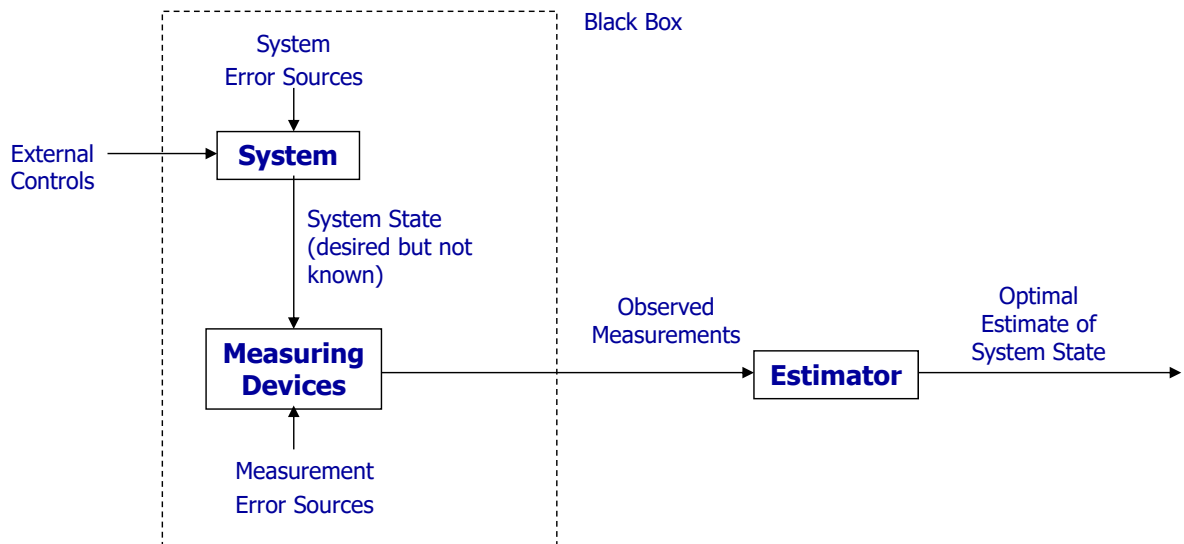 Black Box
System
Error Sources
External
Controls
System
System State
(desired but not
known)
Observed
Measurements
Optimal
Estimate of
System State
Measuring
Devices
Estimator
Measurement
Error Sources